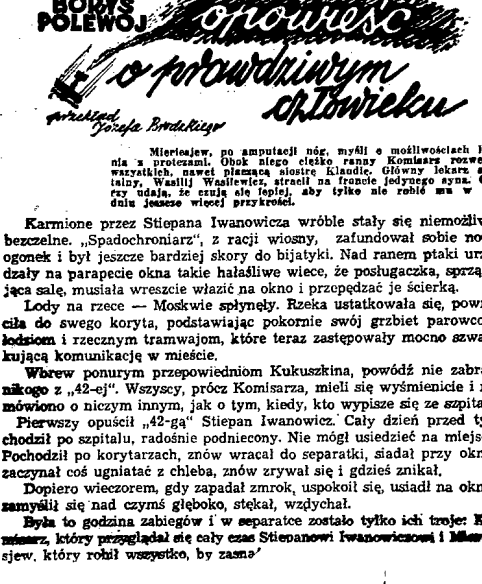 BORYS
POLEWOJ
opowieść
o prawdziwym
człowieku
przekład
Józefa Brodzkiego
Mieriesjew, po amputacji nóg, myśli o możliwościach
nia z protezami. Obok niego ciężko ranny Komisarz
wszystkich, nawet płaczącą siostrę Klaudię. Główny lekarz
Wasilij Wasilewicz, stracił na froncie jedynego syna.
rzy udają, że czują się lepiej, aby tylko nie robić mu w
dniu jeszcze więcej przykrości.
Karmione przez Stiepana Iwanowicza wróble stały się
bezczelne. „Spadochroniarz”, z racji wiosny, zafundował sobie
ogonek i był jeszcze bardziej skory do bijatyki. Nad ranem ptaki
dzały na parapecie okna takie hałaśliwe wiece, że posługaczka, sprzą
jąca salę, musiała wreszcie włazić na okno i przepędzać je ścierką.
Lody na rzece — Moskwie spłynęły. Rzeka ustatkowała się,
ciła do swego koryta, podstawiając pokornie swój grzbiet parowco
łodziom i rzecznym tramwajom, które teraz zastępowały mocno szwa
kującą komunikację w mieście.
Wbrew ponurym przepowiedniom Kukuszkina, powódź nie zabra
nikogo z „42-ej”. Wszyscy, prócz Komisarza, mieli się wyśmienicie i
mówiono o niczym innym, jak o tym, kiedy, kto wypisze się ze szpita
Pierwszy opuścił „42-gą” Stiepan Iwanowicz. Cały dzień przed
chodził po szpitalu, radośnie podniecony. Nie mógł usiedzieć na miejs
Pochodził po korytarzach, znów wracał do separatki, siadał przy okn
zaczynał coś ugniatać z chleba, znów zrywał się i gdzieś znikał.
Dopiero wieczorem, gdy zapadał zmrok, uspokoił się, usiadł na okn
zamyślił się nad czymś głęboko, stękał, wzdychał.
Była to godzina zabiegów i w separatce zostało tylko ich troje:
misarz, który przyglądał się cały czas Stiepanowi Iwanowiczowi i
sjew, który robił wszystko, by zasną